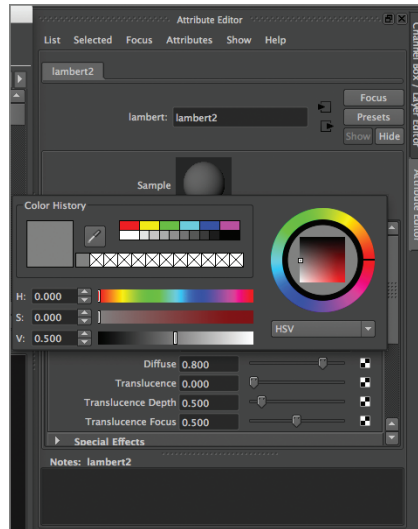 Attribute Editor
List Selected Focus Attributes Show Help
lambert2
Focus
lambert: lambert2
Presets
Show Hide
Channel Box / Layer Editor
Attribute Editor
Sample
Color History
H: 0.000
S: 0.000
V: 0.500
HSV
Diffuse 0.800
Translucence 0.000
Translucence Depth 0.500
Translucence Focus 0.500
Special Effects
Notes: lambert2